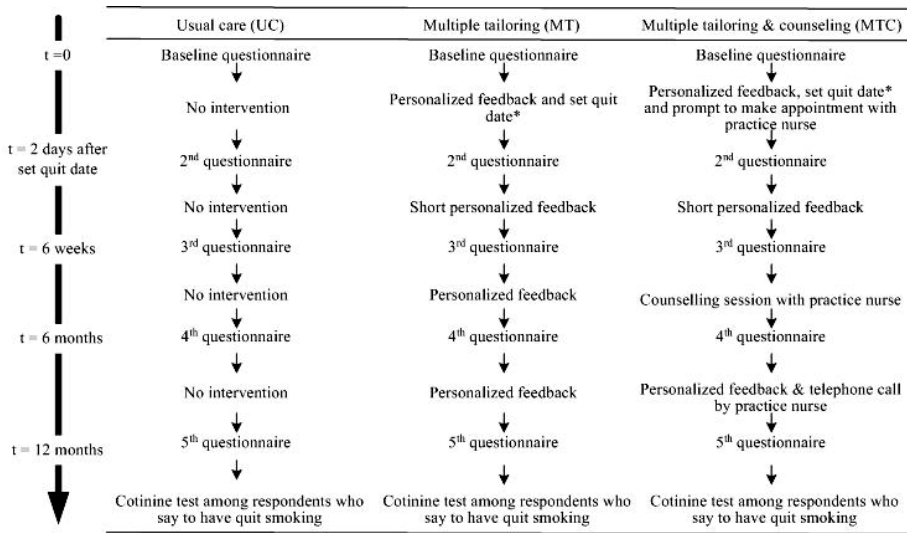 Usual care (UC) Multiple tailoring (MT) Multiple tailoring & counseling (MTC)
t =0 Baseline questionnaire Baseline questionnaire Baseline questionnaire
No intervention
Personalized feedback and set quit
date*
Personalized feedback, set quit date*
and prompt to make appointment with
practice nurse
t = 2 days after
set quit date
2nd questionnaire 2nd questionnaire 2nd questionnaire
No intervention Short personalized feedback Short personalized feedback
t = 6 weeks 3rd questionnaire 3rd questionnaire 3rd questionnaire
No intervention Personalized feedback Counselling session with practice nurse
t = 6 months 4th questionnaire 4th questionnaire 4th questionnaire
No intervention Personalized feedback
Personalized feedback & telephone call
by practice nurse
t = 12 months 5th questionnaire 5th questionnaire 5th questionnaire
Cotinine test among respondents who
say to have quit smoking
Cotinine test among respondents who
say to have quit smoking
Cotinine test among respondents who
say to have quit smoking